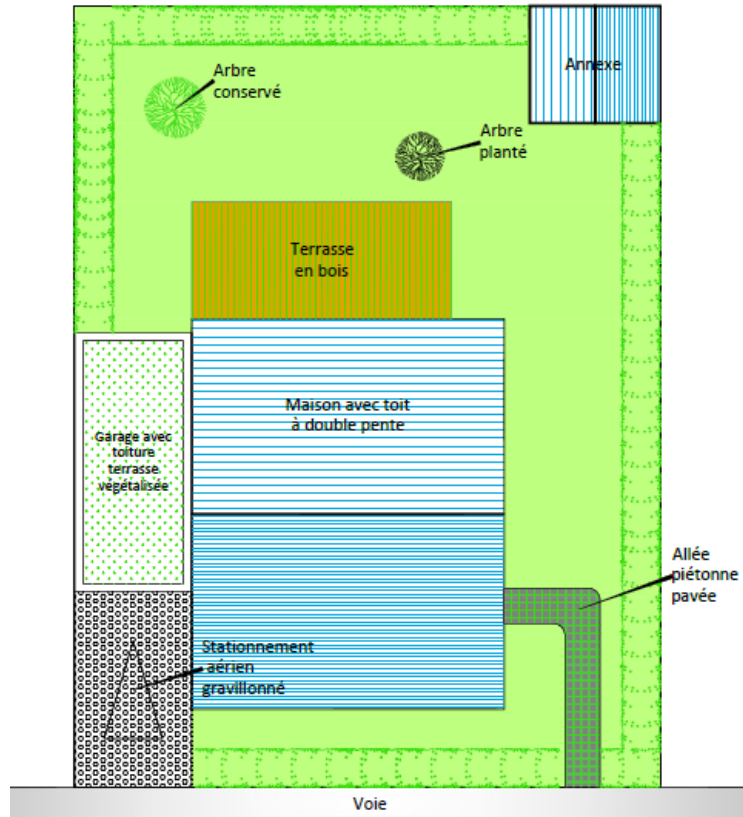 Arbre
conservé
Annexe
Arbre
planté
Terrasse
en bois
Maison avec toit
à double pente
Garage avec
toiture
terrasse
végétalisée
Allée
piétonne
pavée
Stationnement
aérien
gravillonné
Voie